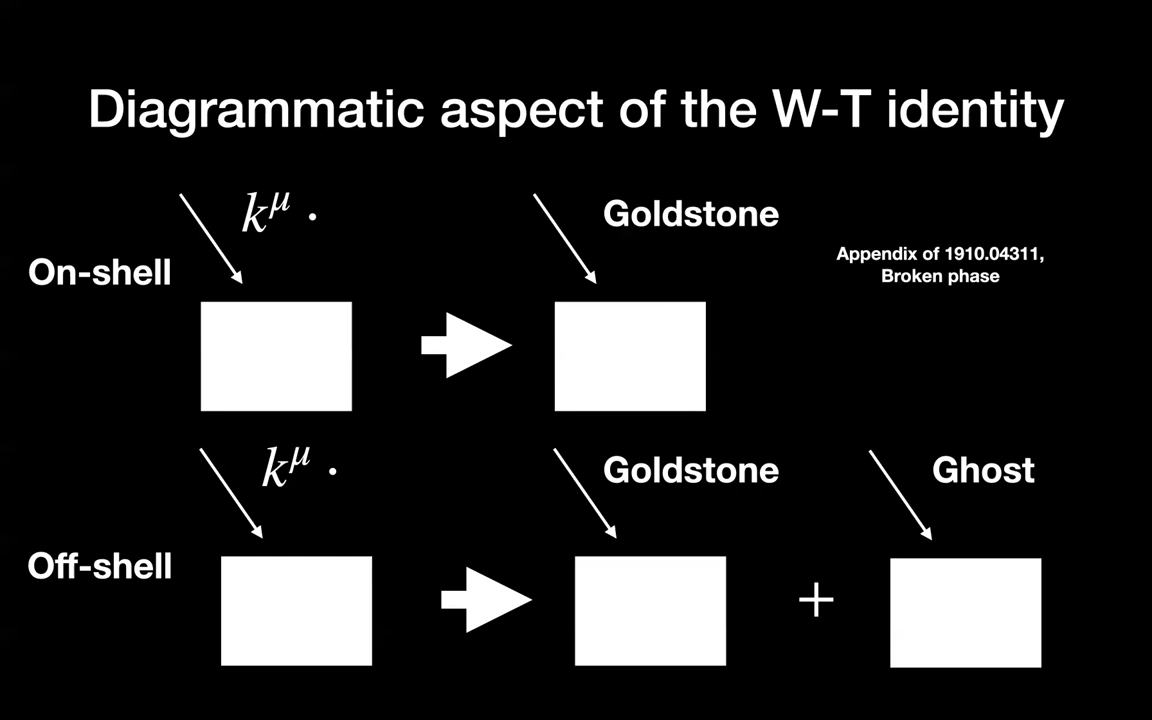 Diagrammatic aspect of the W-T identity
k^μ ·
Goldstone
On-shell
Appendix of 1910.04311,
Broken phase
k^μ ·
Goldstone
Ghost
Off-shell
+